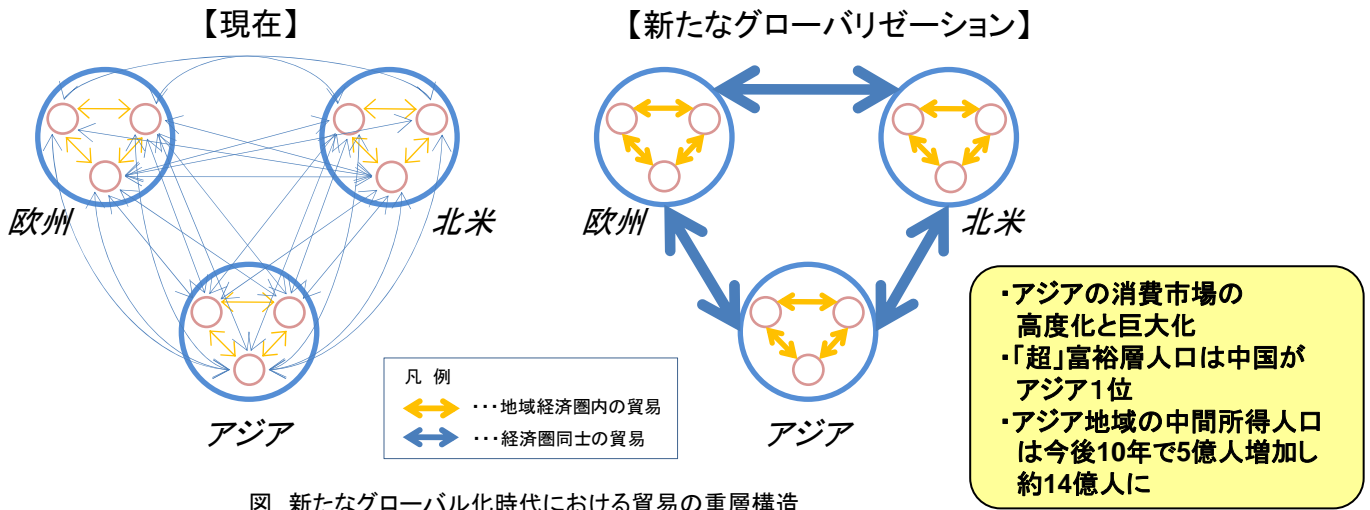 【現在】
【新たなグローバリゼーション】
欧州
北米
アジア
欧州
北米
アジア
凡 例
・・・地域経済圏内の貿易
・・・経済圏同士の貿易
・アジアの消費市場の
高度化と巨大化
・「超」富裕層人口は中国が
アジア１位
・アジア地域の中間所得人口
は今後10年で5億人増加し
約14億人に
図 新たなグローバル化時代における貿易の重層構造